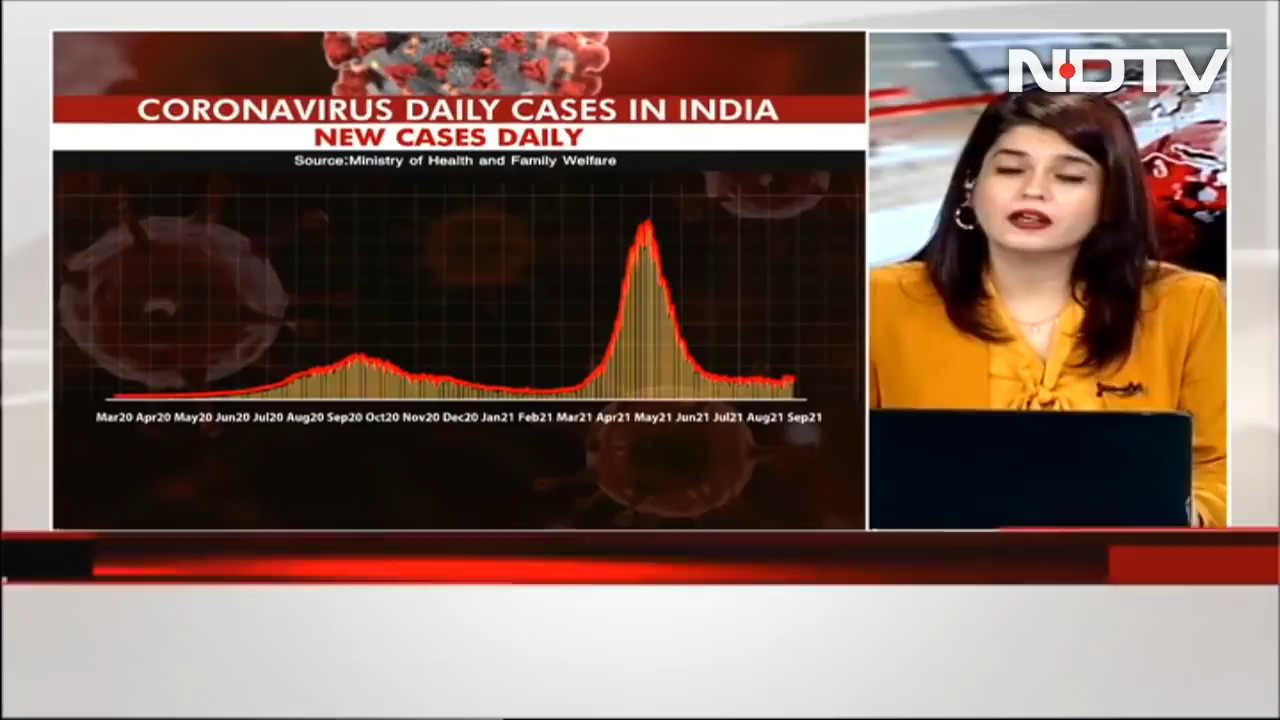 NDTV
CORONAVIRUS DAILY CASES IN INDIA
NEW CASES DAILY
Source:Ministry of Health and Family Welfare
Mar20 Apr20 May20 Jun20 Jul20 Aug20 Sep20 Oct20 Nov20 Dec20 Jan21 Feb21 Mar21 Apr21 May21 Jun21 Jul21 Aug21 Sep21